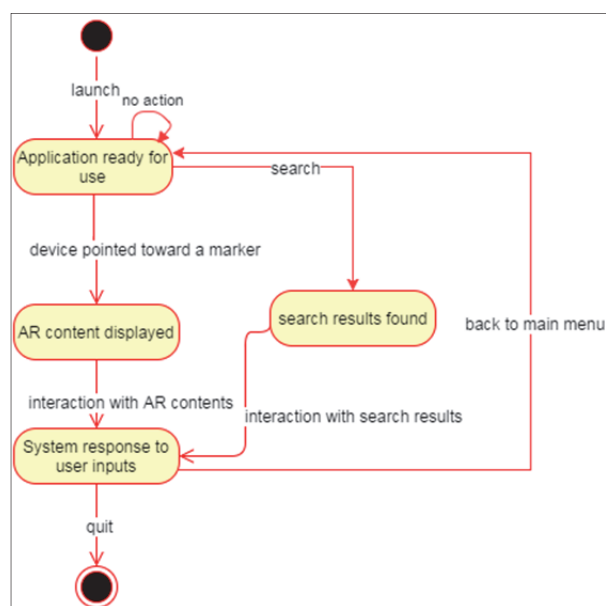 launch
no action
Application ready for
use
search
device pointed toward a marker
AR content displayed
search results found
back to main menu
interaction with AR contents
interaction with search results
System response to
user inputs
quit